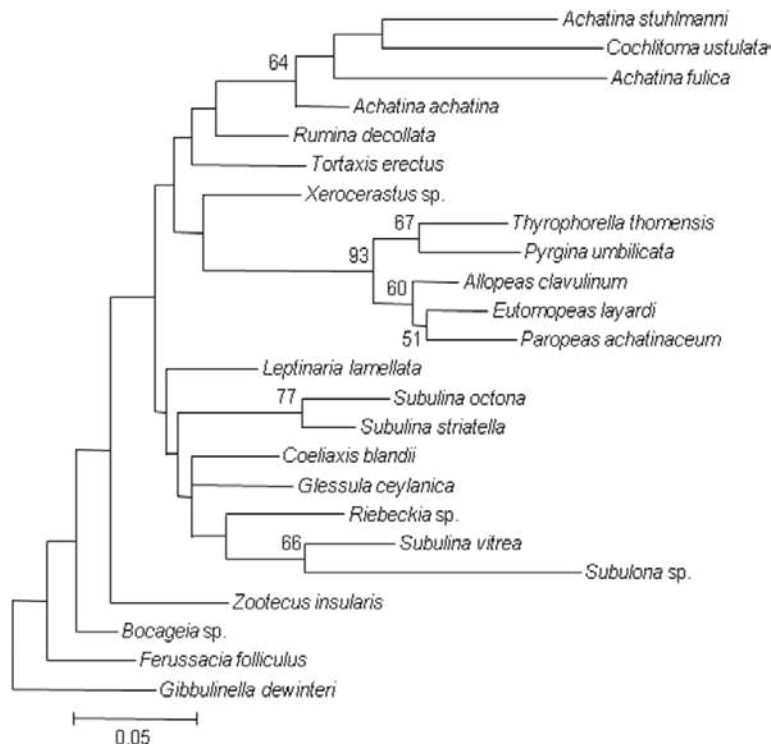 Achatina stuhlmanni
Cochlitoma ustulata
64
Achatina fulica
Achatina achatina
Rumina decollata
Tortaxis erectus
Xerocerastus sp.
67
Thyrophorella thomensis
93
Pyrgina umbilicata
60
Allopeas clavulinum
Eutomopeas layardi
51
Paropeas achatinaceum
Leptinaria lamellata
77
Subulina octona
Subulina striatella
Coeliaxis blandii
Glessula ceylanica
Riebeckia sp.
66
Subulina vitrea
Subulona sp.
Zootecus insularis
Bocageia sp.
Ferussacia folliculus
Gibbulinella dewinteri
0.05